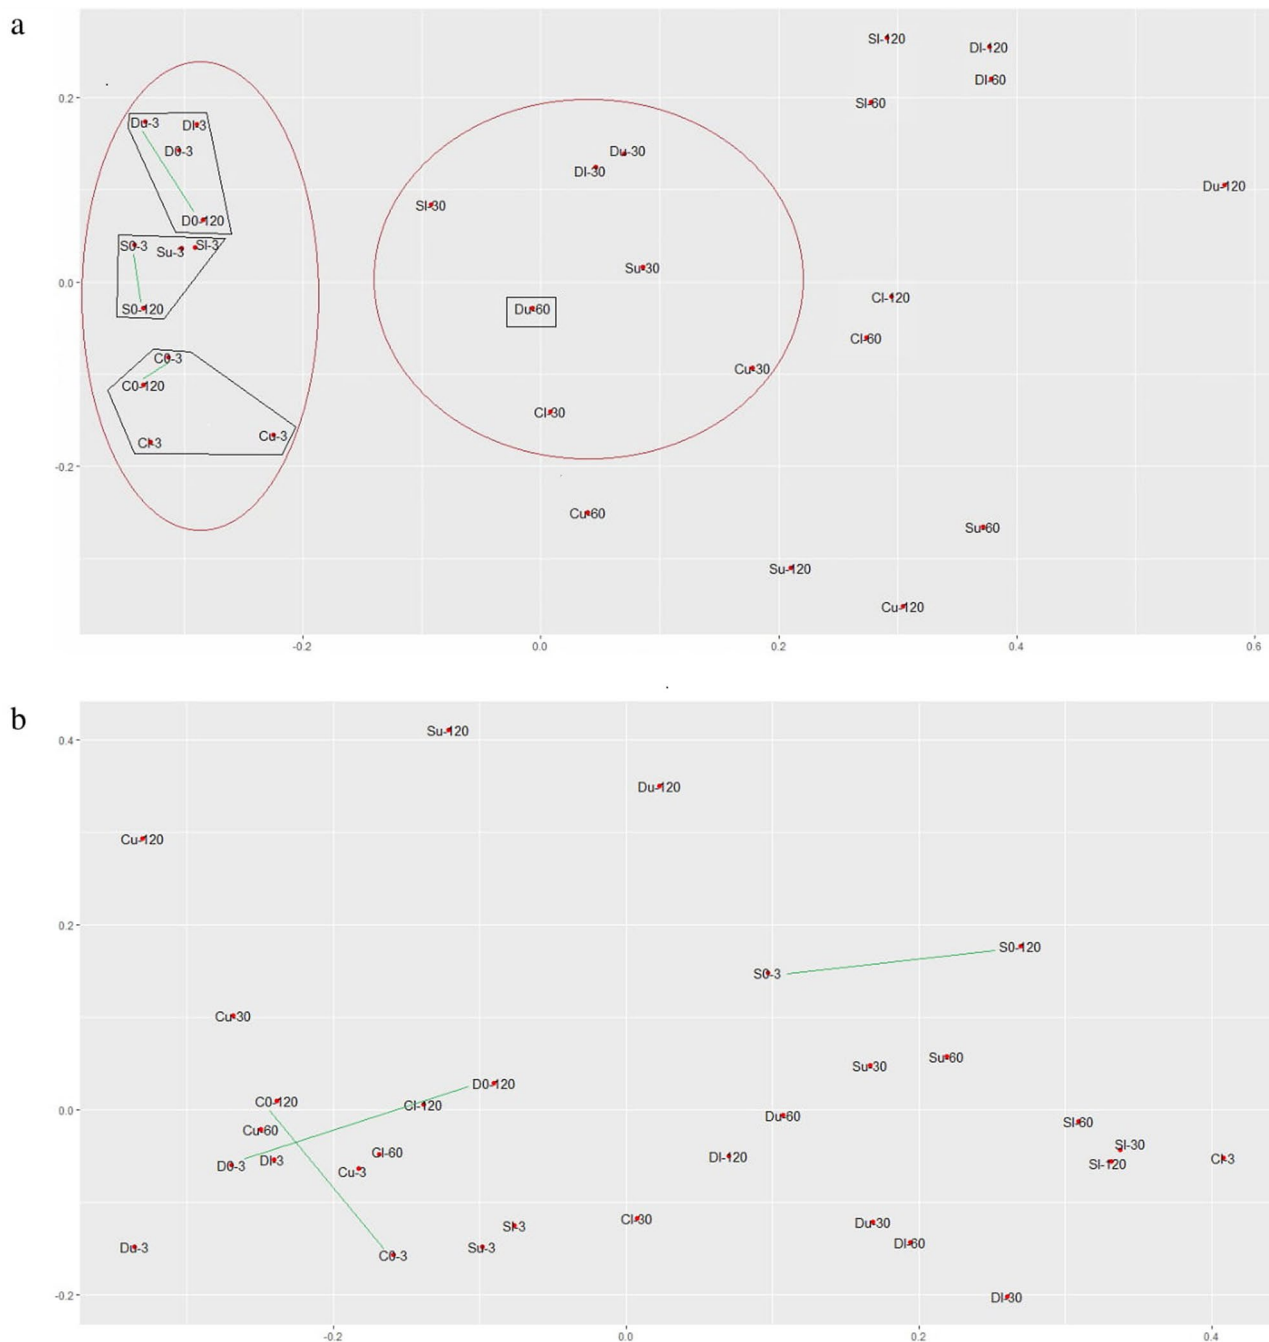 a
Sl-120
Dl-120
Dl-60
0.2
Sl-60
Du-3
Dl-3
D0-3
Du-30
Dl-30
Du-120
Sl-30
D0-120
S0-3
Su-3
Sl-3
Su-30
0.0
Cl-120
S0-120
Du-60
Cl-60
C0-3
Cu-30
C0-120
Cl-30
Cu-3
Cl-3
-0.2
Cu-60
Su-60
Su-120
Cu-120
-0.2 0.0 0.2 0.4 0.6
b
Su-120
0.4
Du-120
Cu-120
S0-120
0.2
S0-3
Cu-30
Su-60
Su-30
D0-120
C0-120
Cl-120
0.0
Du-60
Sl-60
Cu-60
Sl-30
Cl-60
Dl-120
Cl-3
Dl-3
D0-3
Sl-120
Cu-3
Cl-30
Du-30
Sl-3
Dl-60
Du-3
Su-3
C0-3
-0.2
Dl-30
-0.2 0.0 0.2 0.4